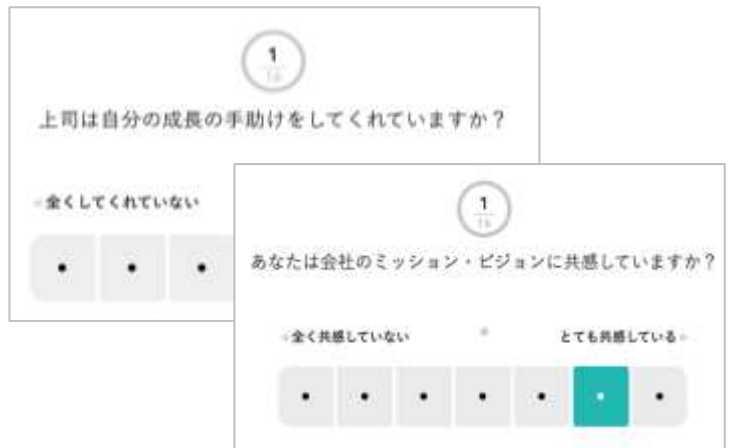 1
16
上司は自分の成長の手助けをしてくれていますか？
全くしてくれていない
1
16
あなたは会社のミッション・ビジョンに共感していますか？
全く共感していない
とても共感している